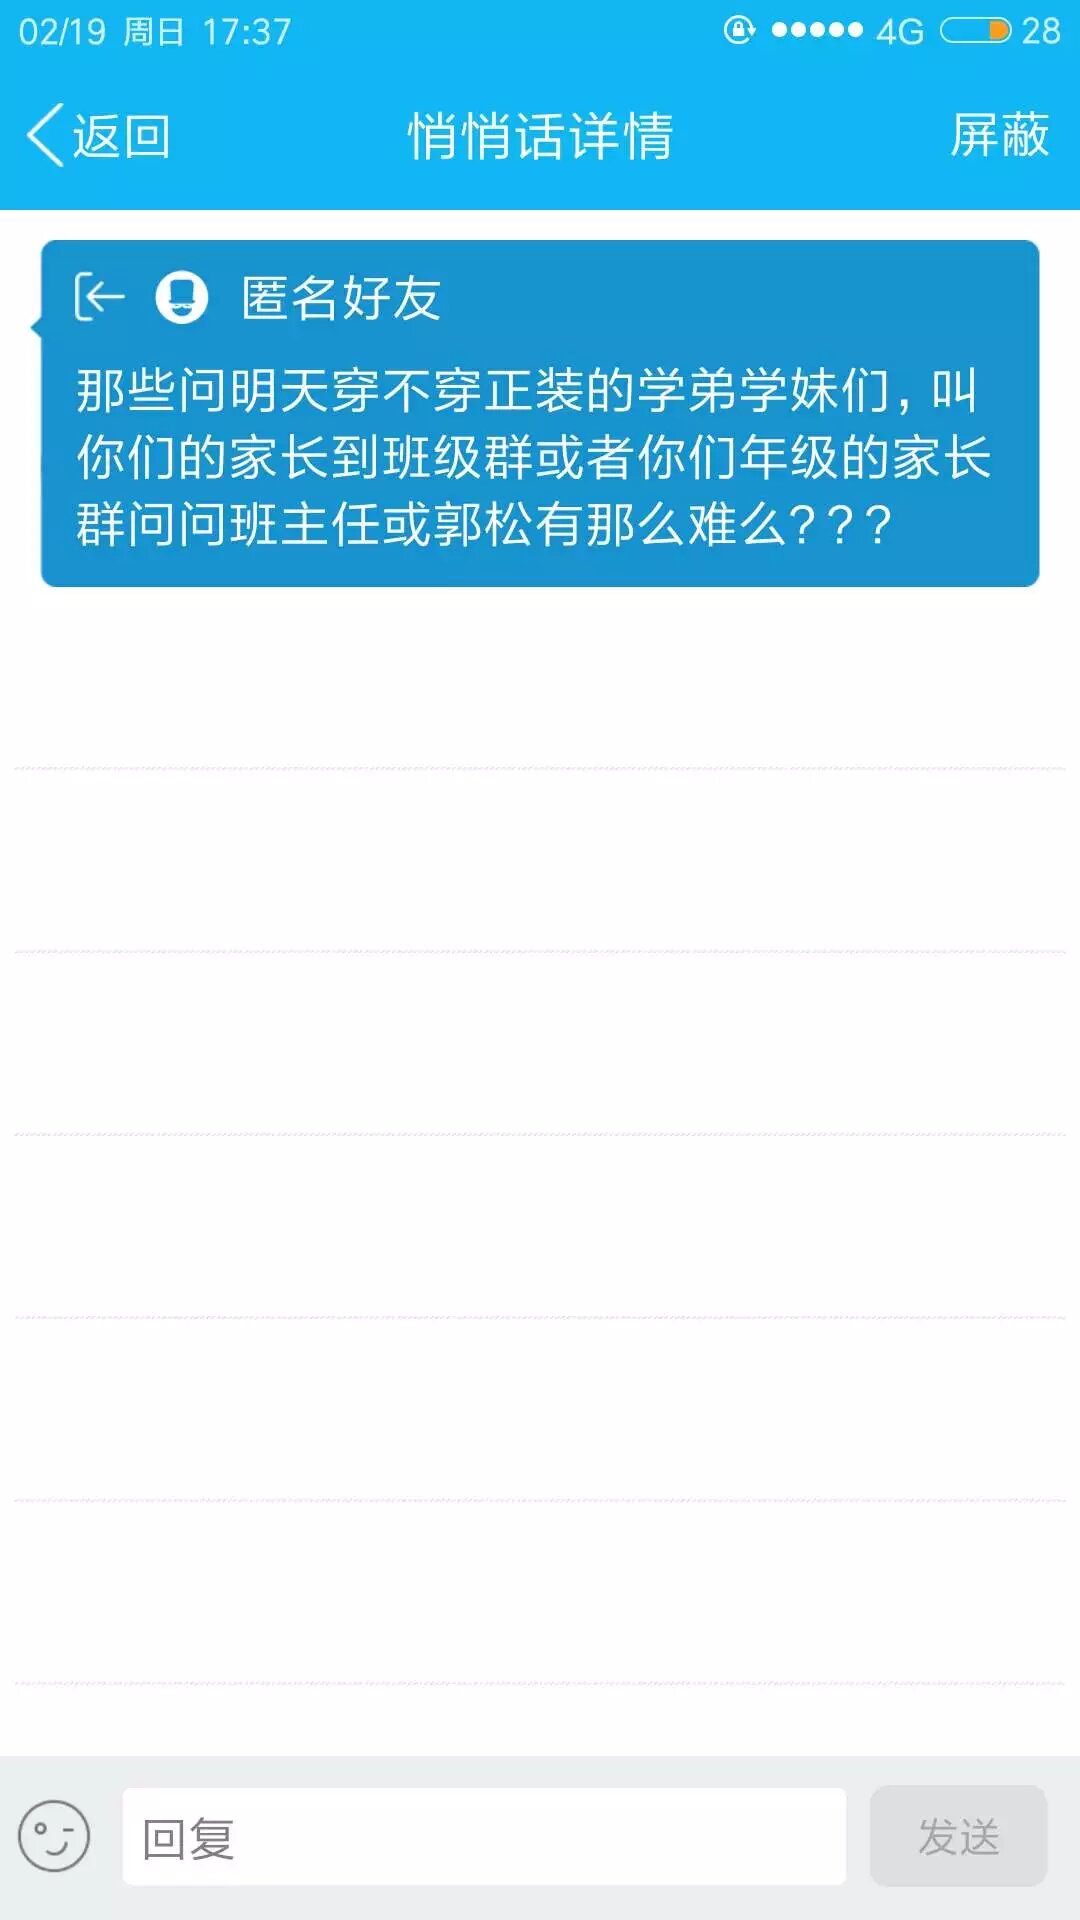 02/19 周日 17:37 4G 28
返回 悄悄话详情 屏蔽
匿名好友
那些问明天穿不穿正装的学弟学妹们，叫
你们的家长到班级群或者你们年级的家长
群问问班主任或郭松有那么难么？？？
回复 发送